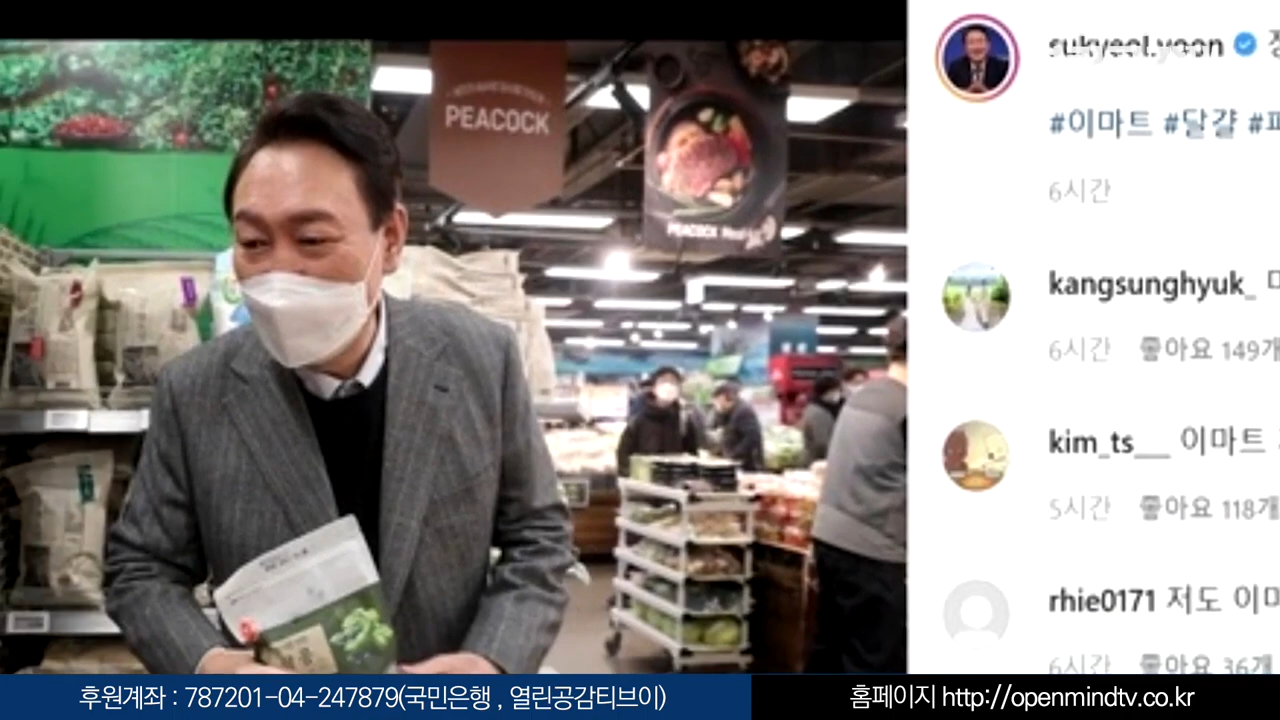 PEACOCK
PEACOCK
sukyeol.yoon
#이마트 #달걀
6시간
kangsunghyuk_
6시간 좋아요 149개
kim_ts___ 이마트
5시간 좋아요 118개
rhie0171 저도
6시간 좋아요 36개
후원계좌 : 787201-04-247879(국민은행 , 열린공감티브이)
홈페이지 http://openmindtv.co.kr